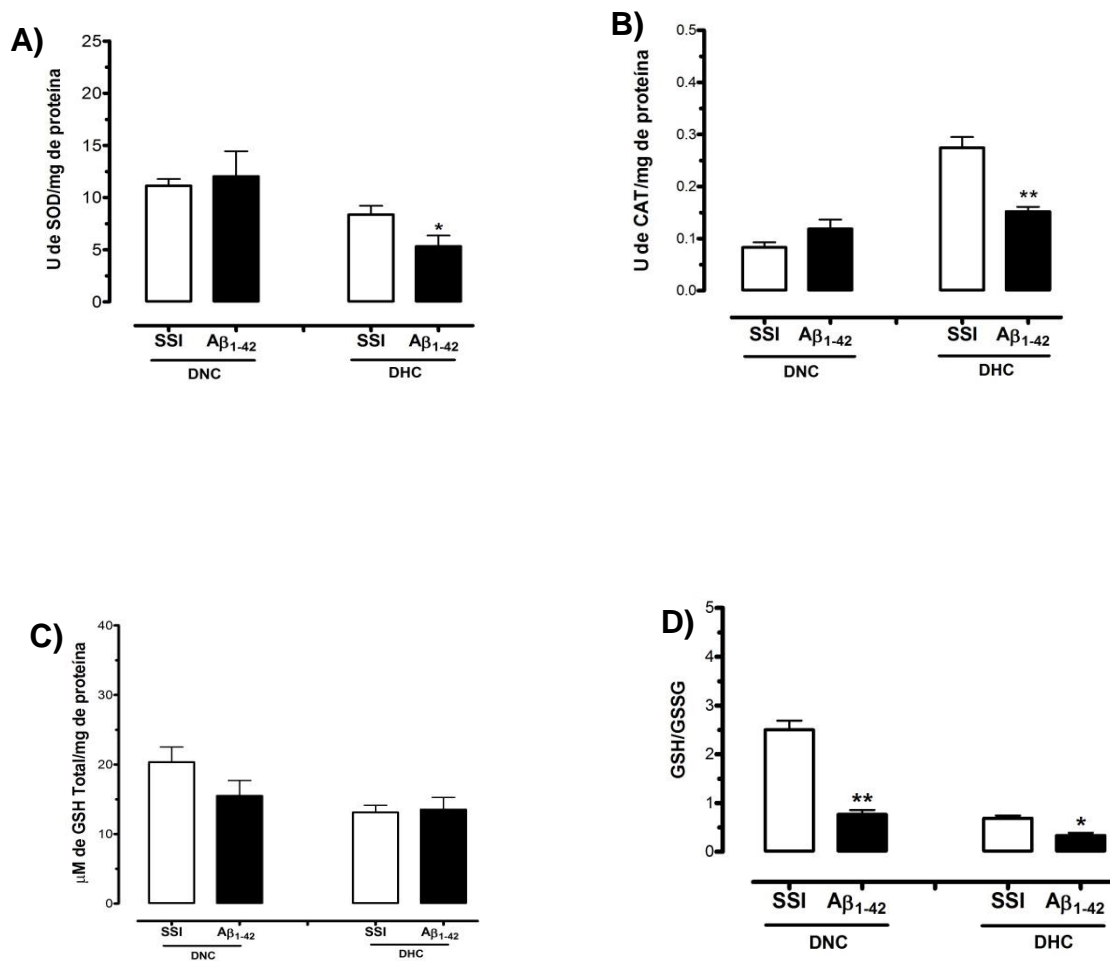 A)
U de SOD/mg de proteína
25
20
15
10
5
0
*
SSI Aβ1-42 SSI Aβ1-42
DNC DHC
B)
U de CAT/mg de proteína
0.5
0.4
0.3
0.2
0.1
0.0
**
SSI Aβ1-42 SSI Aβ1-42
DNC DHC
C)
µM de GSH Total/mg de proteína
40
30
20
10
0
SSI Aβ1-42 SSI Aβ1-42
DNC DHC
D)
GSH/GSSG
5
4
3
2
1
0
** *
SSI Aβ1-42 SSI Aβ1-42
DNC DHC